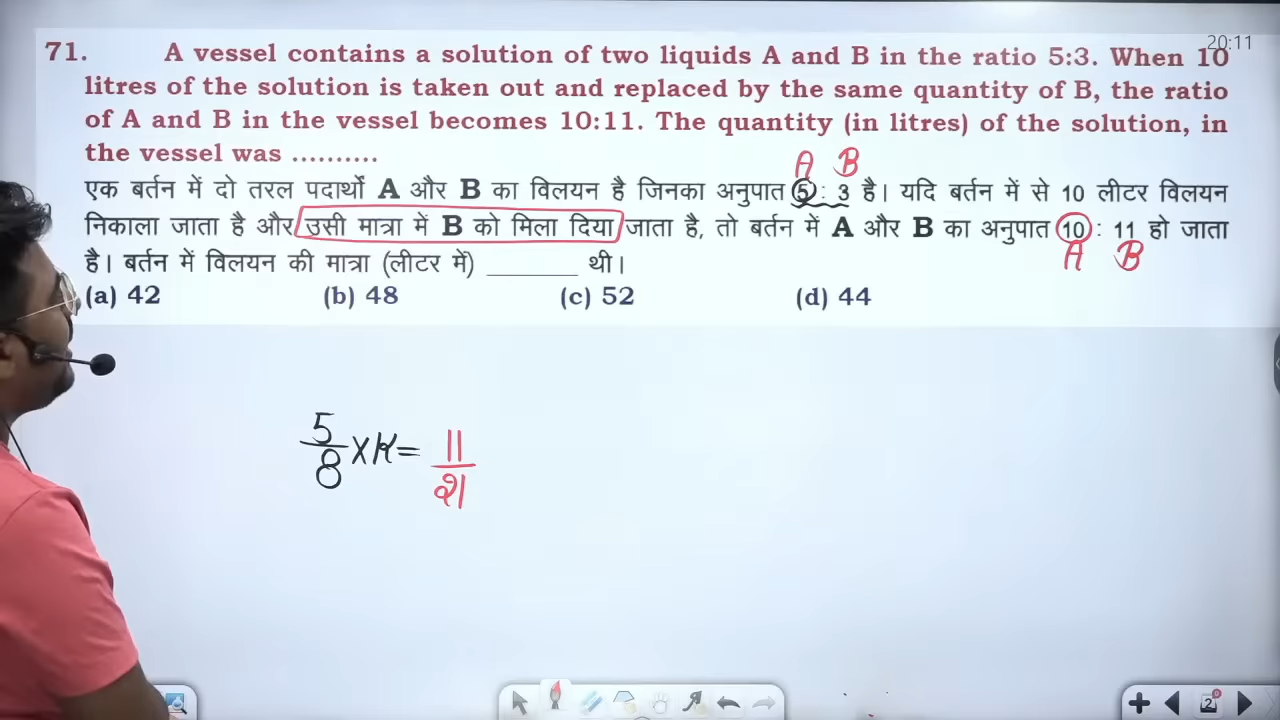 20:11
71. A vessel contains a solution of two liquids A and B in the ratio 5:3. When 10
litres of the solution is taken out and replaced by the same quantity of B, the ratio
of A and B in the vessel becomes 10:11. The quantity (in litres) of the solution, in
the vessel was ..........
A B
एक बर्तन में दो तरल पदार्थों A और B का विलयन है जिनका अनुपात 5 : 3 है। यदि बर्तन में से 10 लीटर विलयन
निकाला जाता है और उसी मात्रा में B को मिला दिया जाता है, तो बर्तन में A और B का अनुपात 10 : 11 हो जाता
A B
है। बर्तन में विलयन की मात्रा (लीटर में) ________ थी।
(a) 42 (b) 48 (c) 52 (d) 44
5/8 × K = 11/21
2